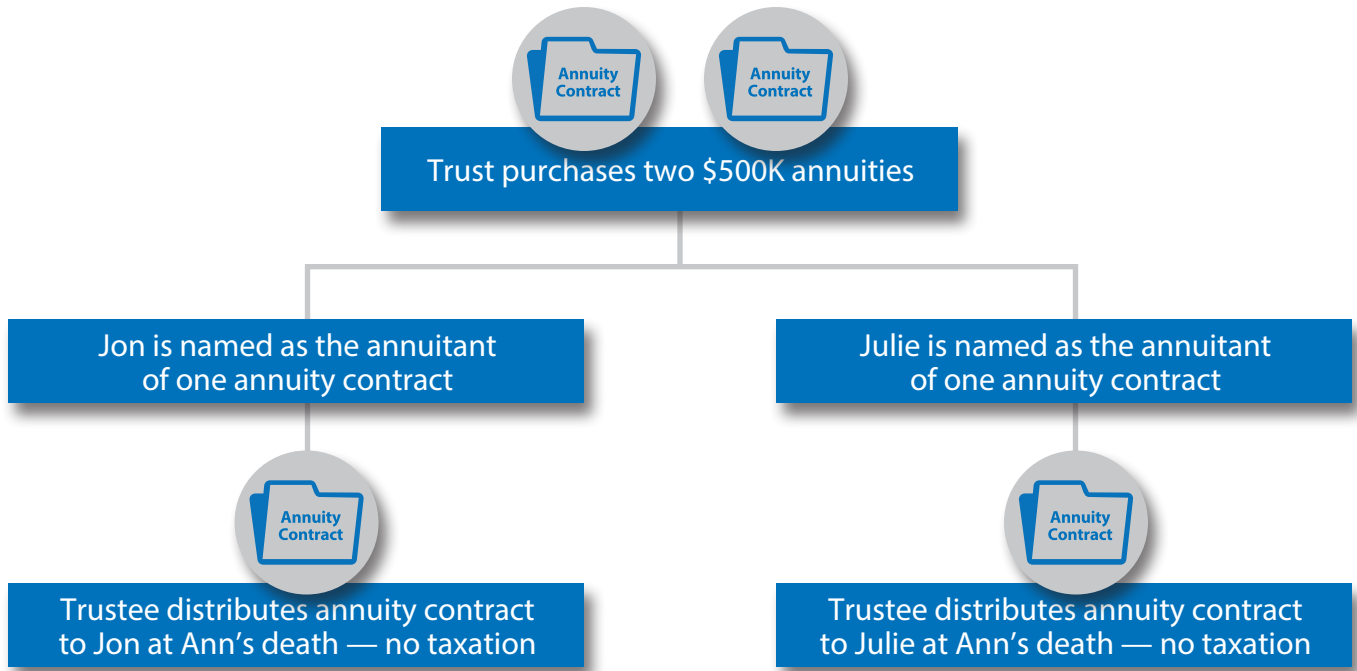 Annuity
Contract
Annuity
Contract
Trust purchases two $500K annuities
Jon is named as the annuitant
of one annuity contract
Julie is named as the annuitant
of one annuity contract
Annuity
Contract
Annuity
Contract
Trustee distributes annuity contract
to Jon at Ann’s death — no taxation
Trustee distributes annuity contract
to Julie at Ann’s death — no taxation